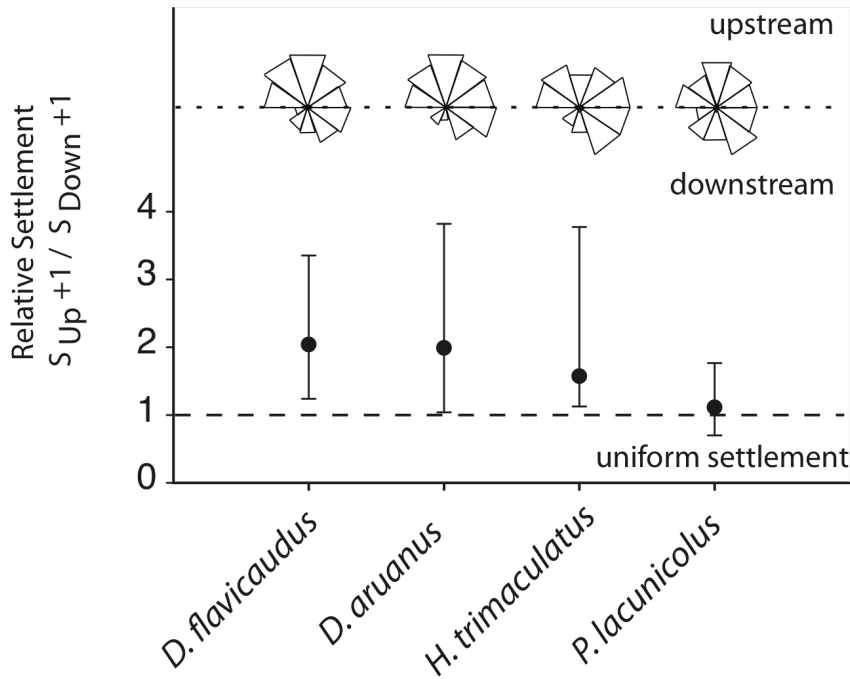 upstream
downstream
Relative Settlement
S Up +1 / S Down +1
4
3
2
1
0
uniform settlement
D. flavicaudus
D. aruanus
H. trimaculatus
P. lacunicolus